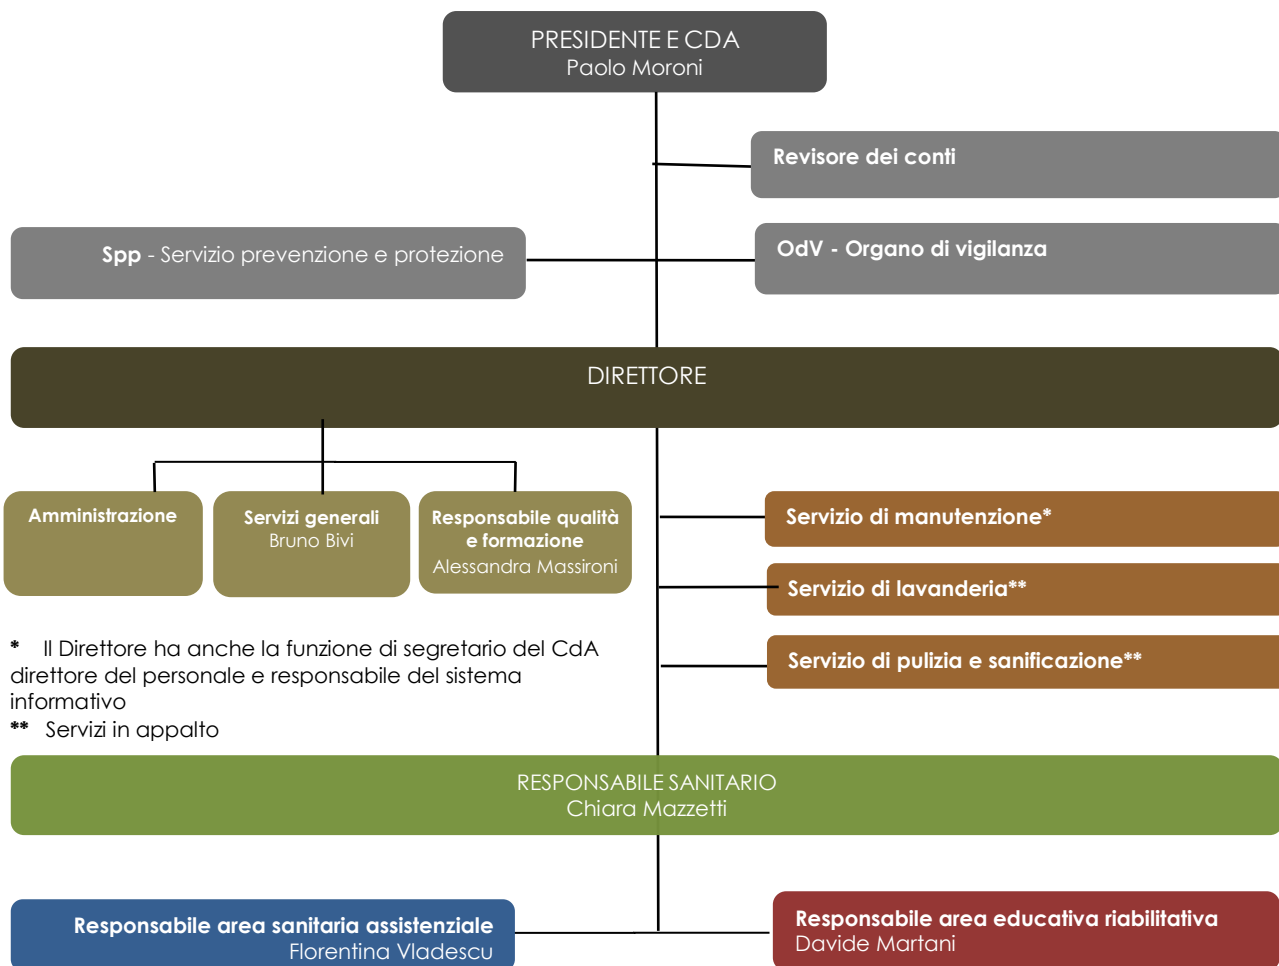 PRESIDENTE E CDA
Paolo Moroni
Revisore dei conti
Spp - Servizio prevenzione e protezione
OdV - Organo di vigilanza
DIRETTORE
Amministrazione
Servizi generali
Bruno Bivi
Responsabile qualità
e formazione
Alessandra Massironi
Servizio di manutenzione*
Servizio di lavanderia**
Servizio di pulizia e sanificazione**
* Il Direttore ha anche la funzione di segretario del CdA
direttore del personale e responsabile del sistema
informativo
** Servizi in appalto
RESPONSABILE SANITARIO
Chiara Mazzetti
Responsabile area sanitaria assistenziale
Florentina Vladescu
Responsabile area educativa riabilitativa
Davide Martani